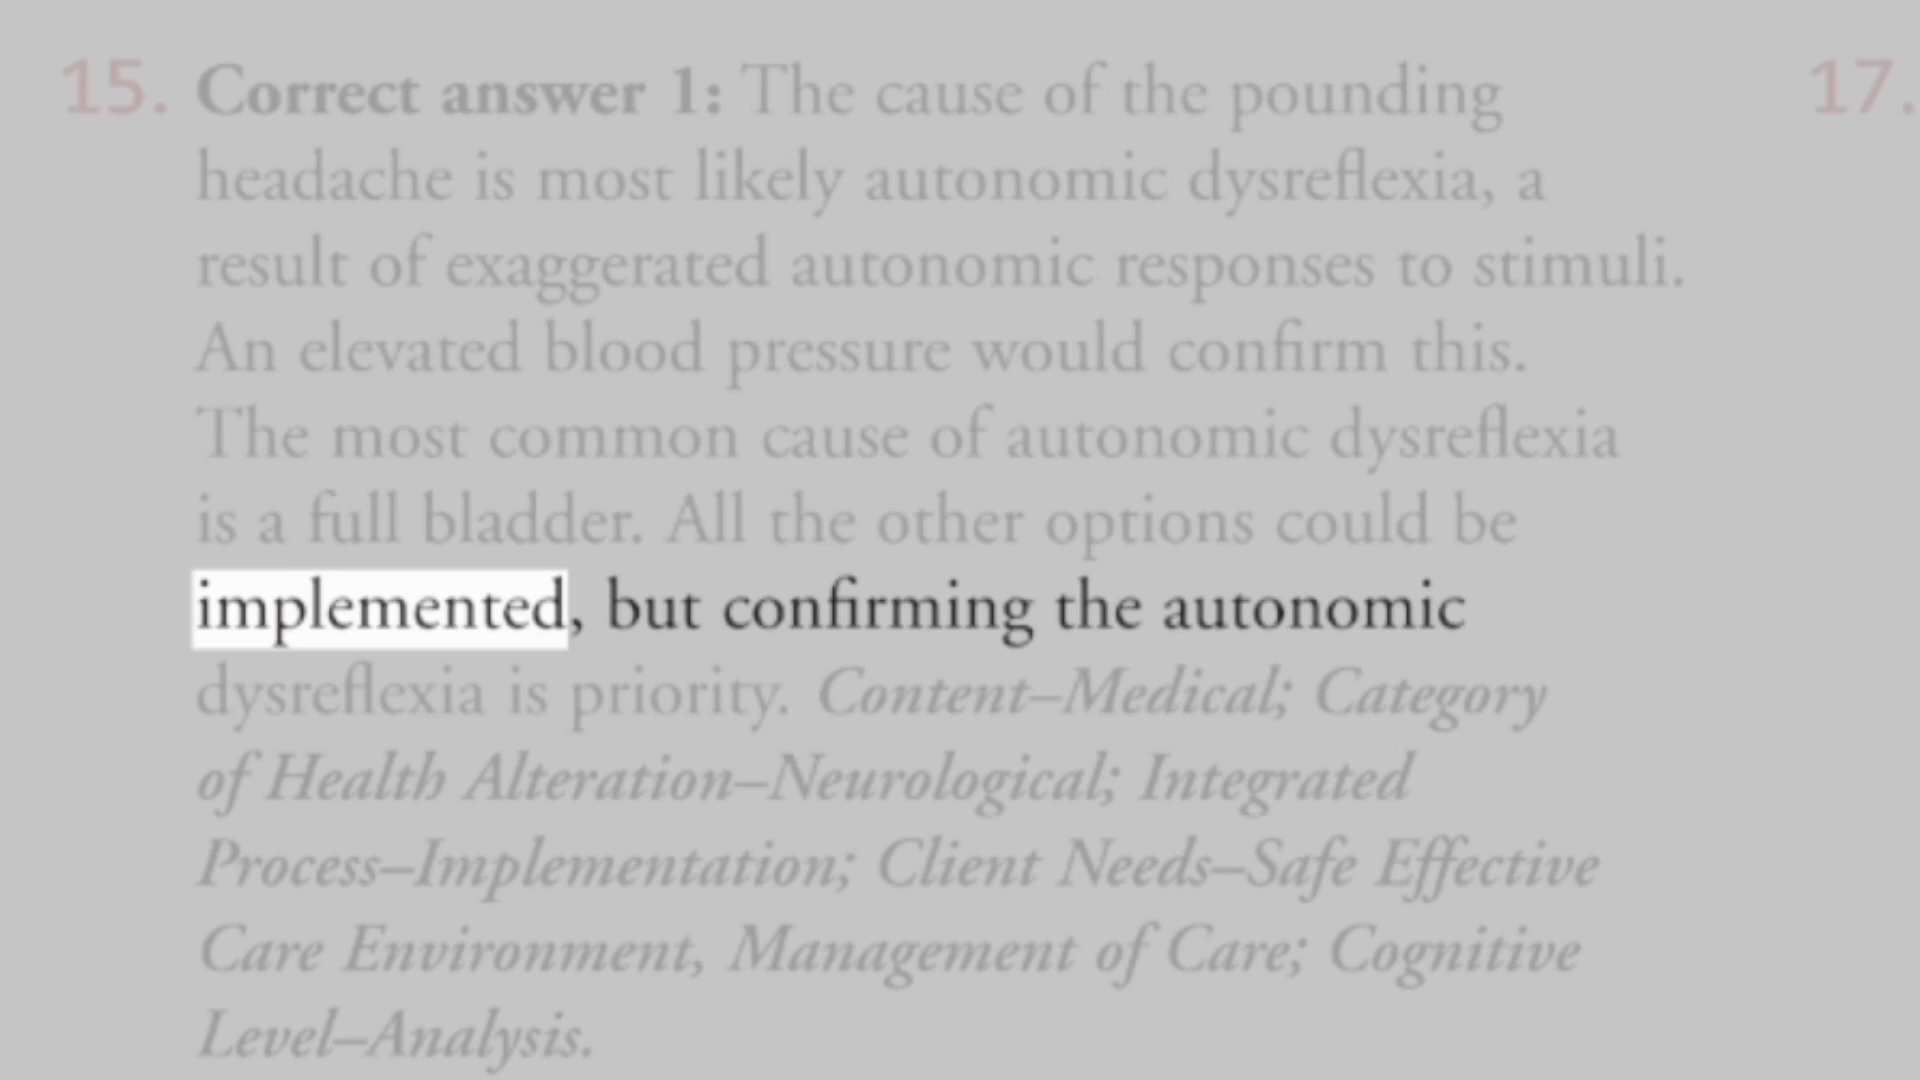 15. Correct answer 1: The cause of the pounding
headache is most likely autonomic dysreflexia, a
result of exaggerated autonomic responses to stimuli.
An elevated blood pressure would confirm this.
The most common cause of autonomic dysreflexia
is a full bladder. All the other options could be
implemented, but confirming the autonomic
dysreflexia is priority. Content–Medical; Category
of Health Alteration–Neurological; Integrated
Process–Implementation; Client Needs–Safe Effective
Care Environment, Management of Care; Cognitive
Level–Analysis.
17.